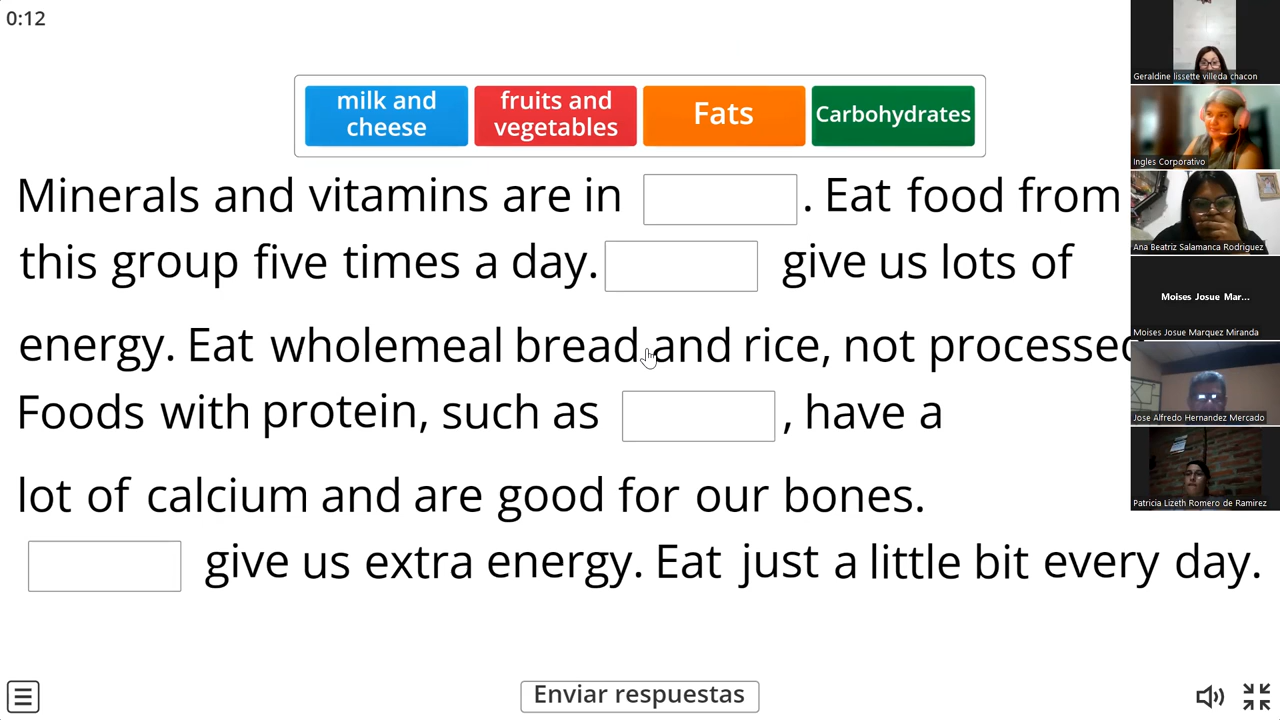 0:12
milk and
cheese
fruits and
vegetables
Fats
Carbohydrates
Minerals and vitamins are in . Eat food from
this group five times a day. give us lots of
energy. Eat wholemeal bread and rice, not processed
Foods with protein, such as , have a
lot of calcium and are good for our bones.
give us extra energy. Eat just a little bit every day.
Enviar respuestas
Geraldine lissette villeda chacon
Ingles Corporativo
Ana Beatriz Salamanca Rodriguez
Moises Josue Mar...
Moises Josue Marquez Miranda
Jose Alfredo Hernandez Mercado
Patricia Lizeth Romero de Ramirez